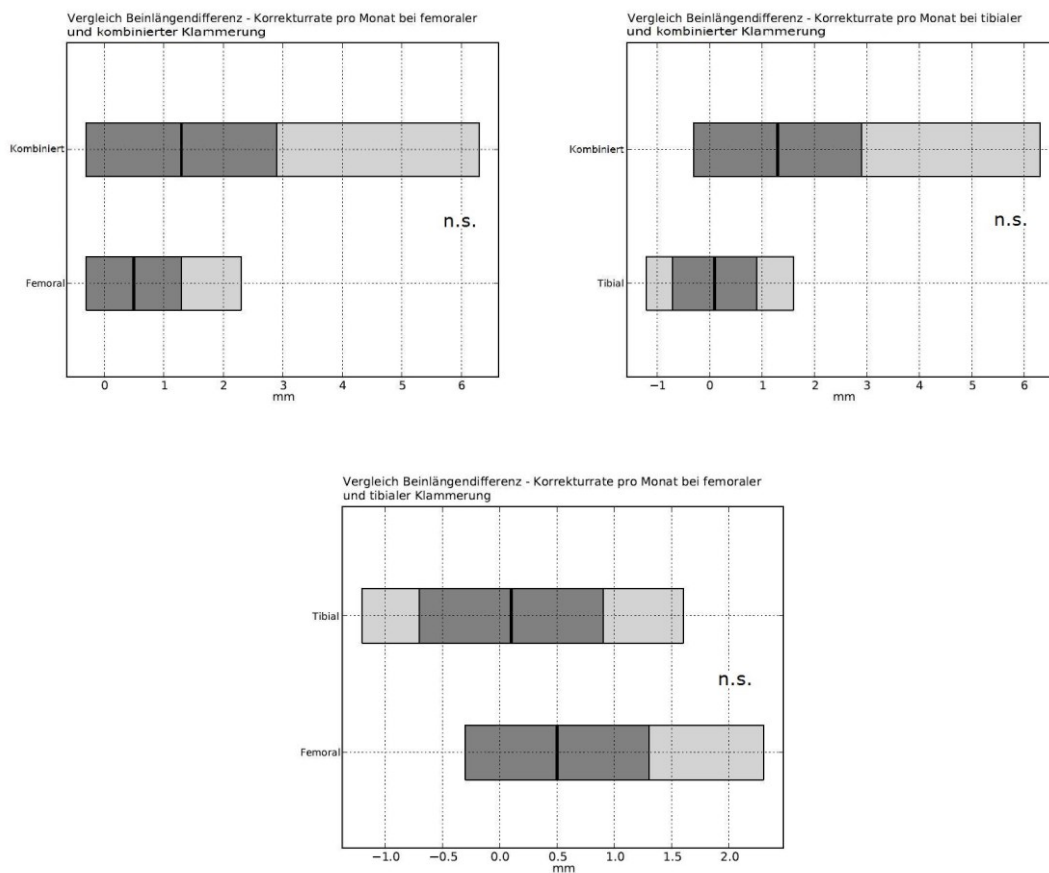 Vergleich Beinlängendifferenz - Korrekturrate pro Monat bei femoraler
und kombinierter Klammerung
Kombiniert
n.s.
Femoral
0 1 2 3 4 5 6
mm
Vergleich Beinlängendifferenz - Korrekturrate pro Monat bei tibialer
und kombinierter Klammerung
Kombiniert
n.s.
Tibial
−1 0 1 2 3 4 5 6
mm
Vergleich Beinlängendifferenz - Korrekturrate pro Monat bei femoraler
und tibialer Klammerung
Tibial
n.s.
Femoral
−1.0 −0.5 0.0 0.5 1.0 1.5 2.0
mm